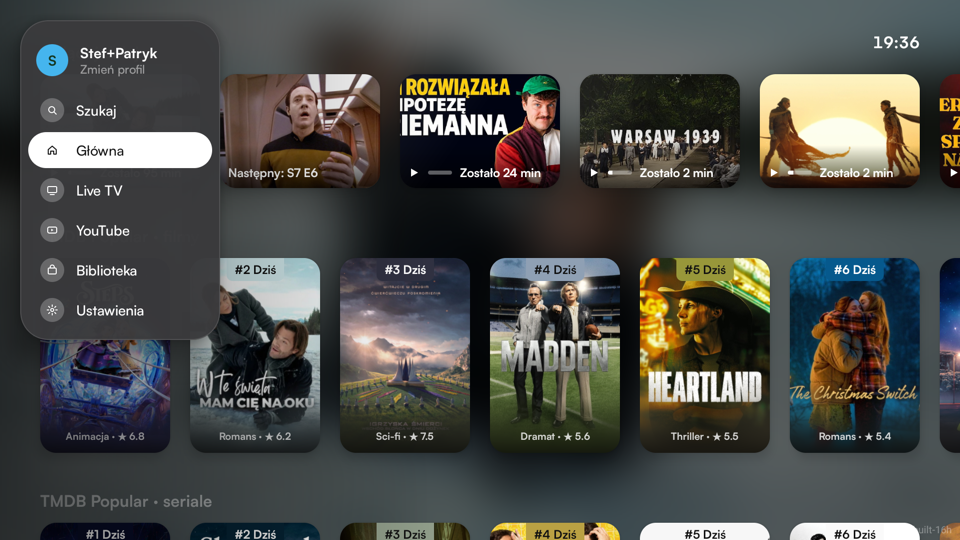 S
Stef+Patryk
Zmień profil
19:36
Szukaj
Główna
Live TV
YouTube
Biblioteka
Ustawienia
Następny: S7 E6
ROZWIĄZAŁA
IPOTEZĘ
IEMANNA
Zostało 24 min
WARSAW 1939
Zostało 2 min
Zostało 2 min
#2 Dziś
#3 Dziś
#4 Dziś
#5 Dziś
#6 Dziś
W te święta
MAM CIĘ NA OKU
MADDEN
HEARTLAND
The Christmas Switch
Animacja · ★ 6.8
Romans · ★ 6.2
Sci-fi · ★ 7.5
Dramat · ★ 5.6
Thriller · ★ 5.5
Romans · ★ 5.4
TMDB Popular · seriale
#1 Dziś
#2 Dziś
#3 Dziś
#4 Dziś
#5 Dziś
#6 Dziś